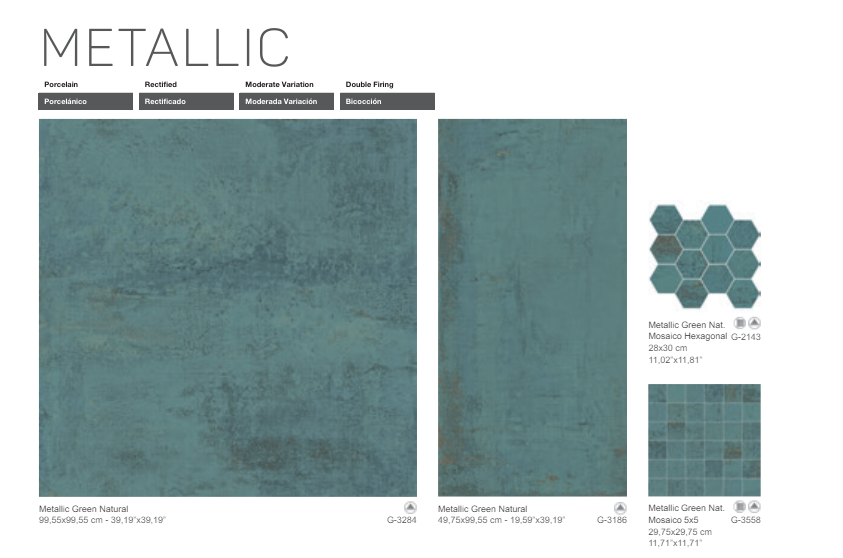 METALLIC
Porcelain Rectified Moderate Variation Double Firing
Porcelánico Rectificado Moderada Variación Bicocción
Metallic Green Nat.
Mosaico Hexagonal G-2143
28x30 cm
11,02"x11,81"
Metallic Green Natural
99,55x99,55 cm - 39,19"x39,19" G-3284
Metallic Green Natural
49,75x99,55 cm - 19,59"x39,19" G-3186
Metallic Green Nat.
Mosaico 5x5 G-3558
29,75x29,75 cm
11,71"x11,71"